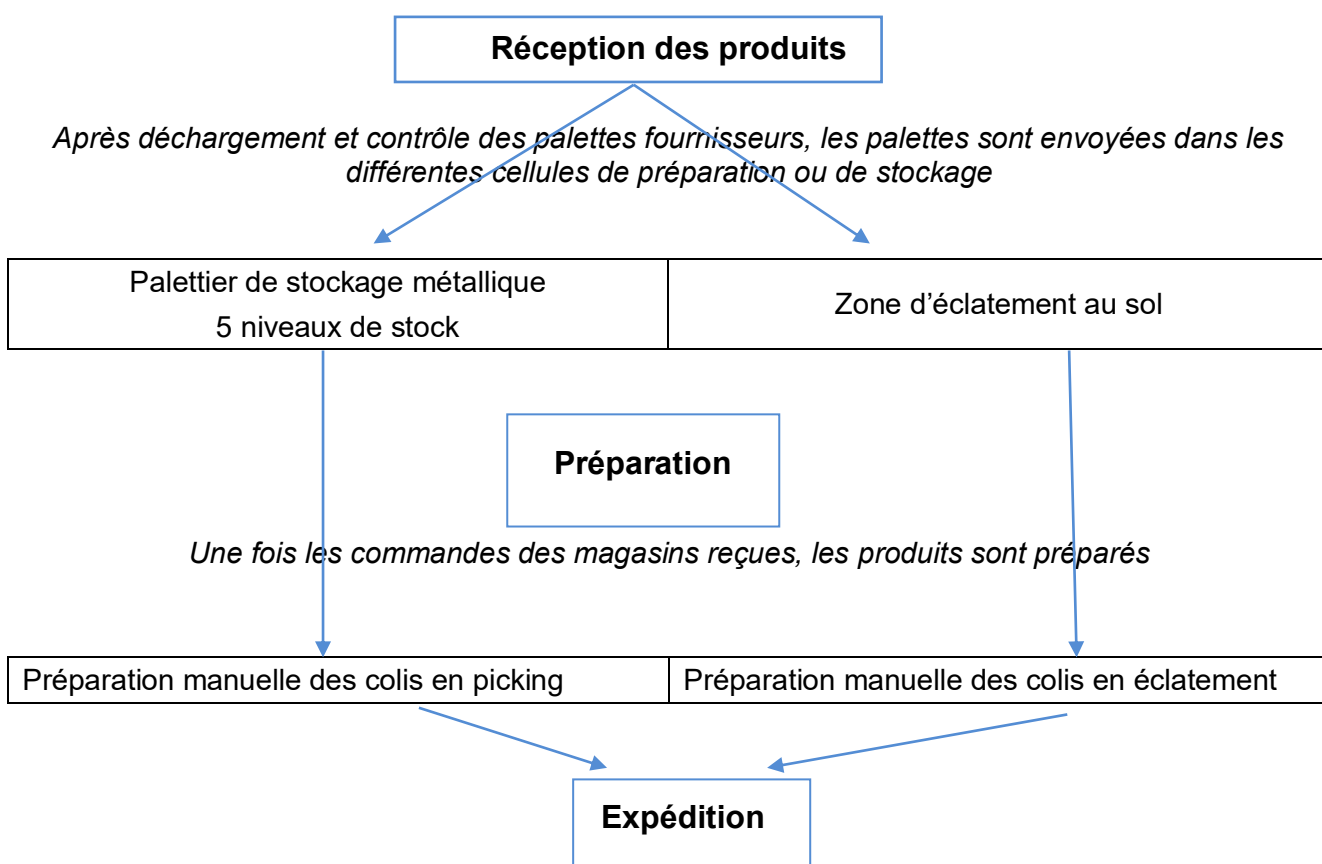 Réception des produits
Après déchargement et contrôle des palettes fournisseurs, les palettes sont envoyées dans les
différentes cellules de préparation ou de stockage
Palettier de stockage métallique
5 niveaux de stock
Zone d’éclatement au sol
Préparation
Une fois les commandes des magasins reçues, les produits sont préparés
Préparation manuelle des colis en picking
Préparation manuelle des colis en éclatement
Expédition